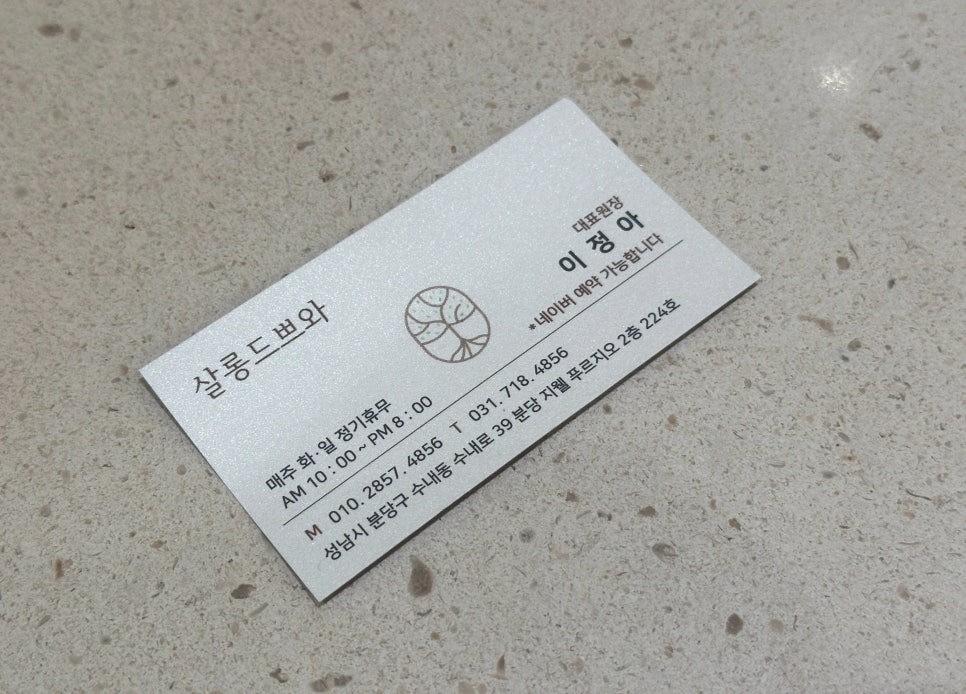 살롱드쁘와
대표원장
이정아
*네이버 예약 가능합니다
매주 화·일 정기휴무
AM 10 : 00 ~ PM 8 : 00
M 010. 2857. 4856 T 031. 718. 4856
성남시 분당구 수내동 수내로 39 분당 지웰 푸르지오 2층 224호